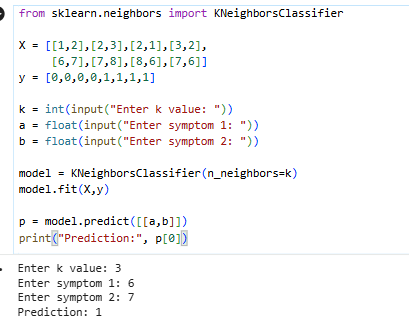 from sklearn.neighbors import KNeighborsClassifier
X = [[1,2],[2,3],[2,1],[3,2],
[6,7],[7,8],[8,6],[7,6]]
y = [0,0,0,0,1,1,1,1]
k = int(input("Enter k value: "))
a = float(input("Enter symptom 1: "))
b = float(input("Enter symptom 2: "))
model = KNeighborsClassifier(n_neighbors=k)
model.fit(X,y)
p = model.predict([[a,b]])
print("Prediction:", p[0])
Enter k value: 3
Enter symptom 1: 6
Enter symptom 2: 7
Prediction: 1